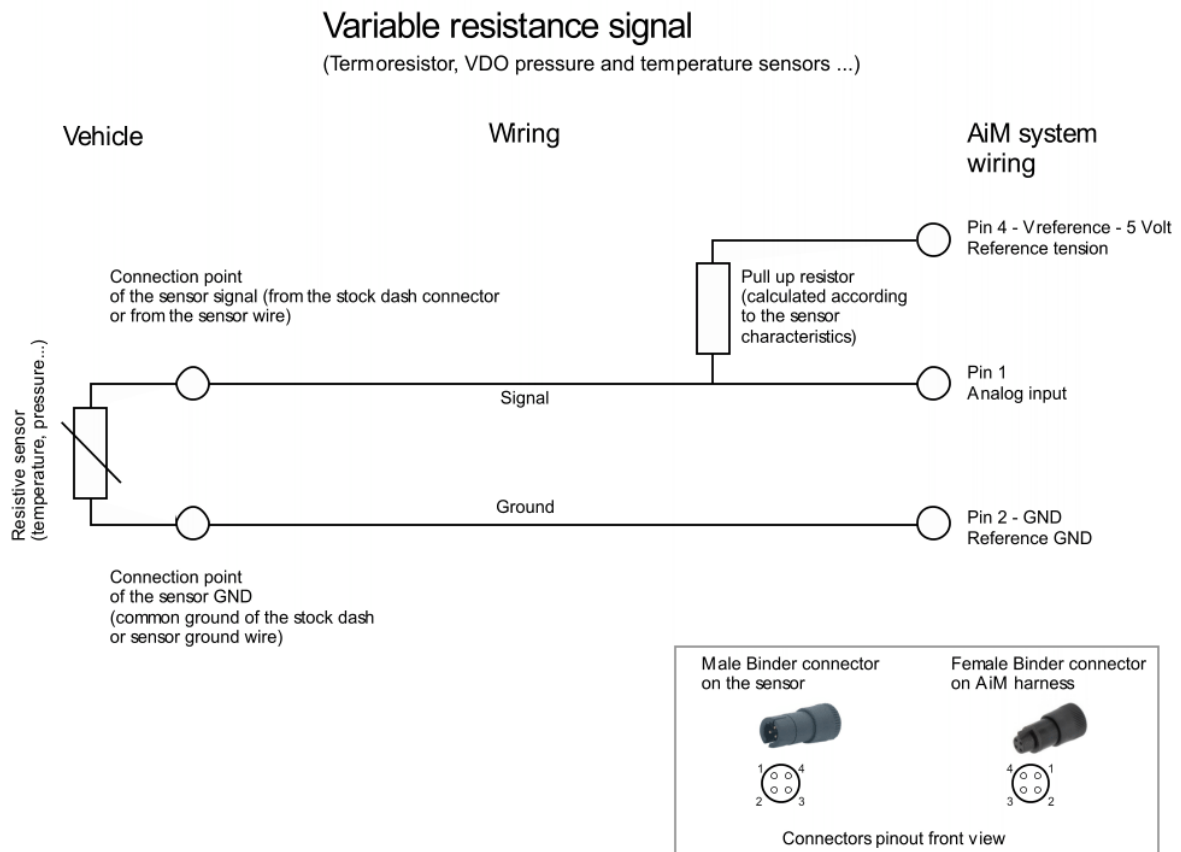 Variable resistance signal
(Termoresistor, VDO pressure and temperature sensors ...)
Vehicle
Wiring
AiM system
wiring
Pin 4 - Vreference - 5 Volt
Reference tension
Connection point
of the sensor signal (from the stock dash connector
or from the sensor wire)
Pull up resistor
(calculated according
to the sensor
characteristics)
Resistive sensor
(temperature, pressure...)
Signal
Pin 1
Analog input
Ground
Pin 2 - GND
Reference GND
Connection point
of the sensor GND
(common ground of the stock dash
or sensor ground wire)
Male Binder connector
on the sensor
Female Binder connector
on AiM harness
1 4
2 3
4 1
3 2
Connectors pinout front view